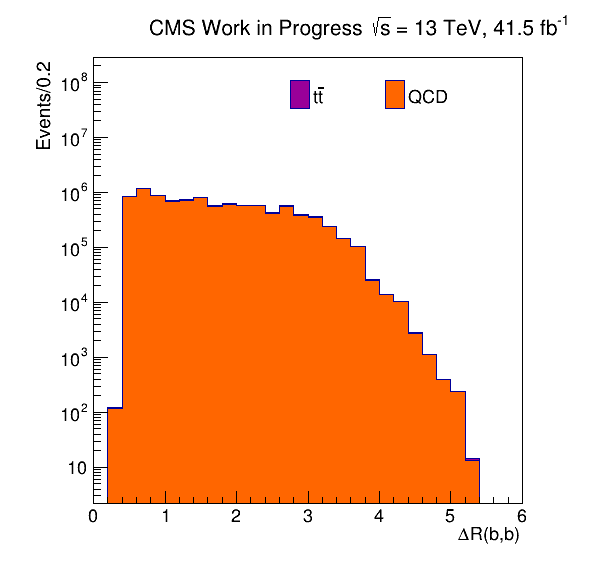 CMS Work in Progress √s = 13 TeV, 41.5 fb⁻¹
Events/0.2
tt̄
QCD
10⁸
10⁷
10⁶
10⁵
10⁴
10³
10²
10
0 1 2 3 4 5 6
ΔR(b,b)